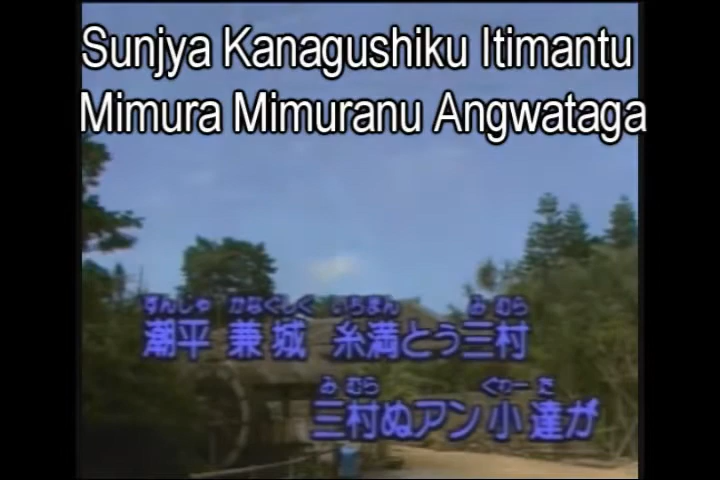 Sunjya Kanagushiku Itimantu
Mimura Mimuranu Angwataga
すんしゃ かなぐしく いちまん み むら
潮平 兼城 糸満とう三村
み むら ぐゎー た
三村ぬアン小達が